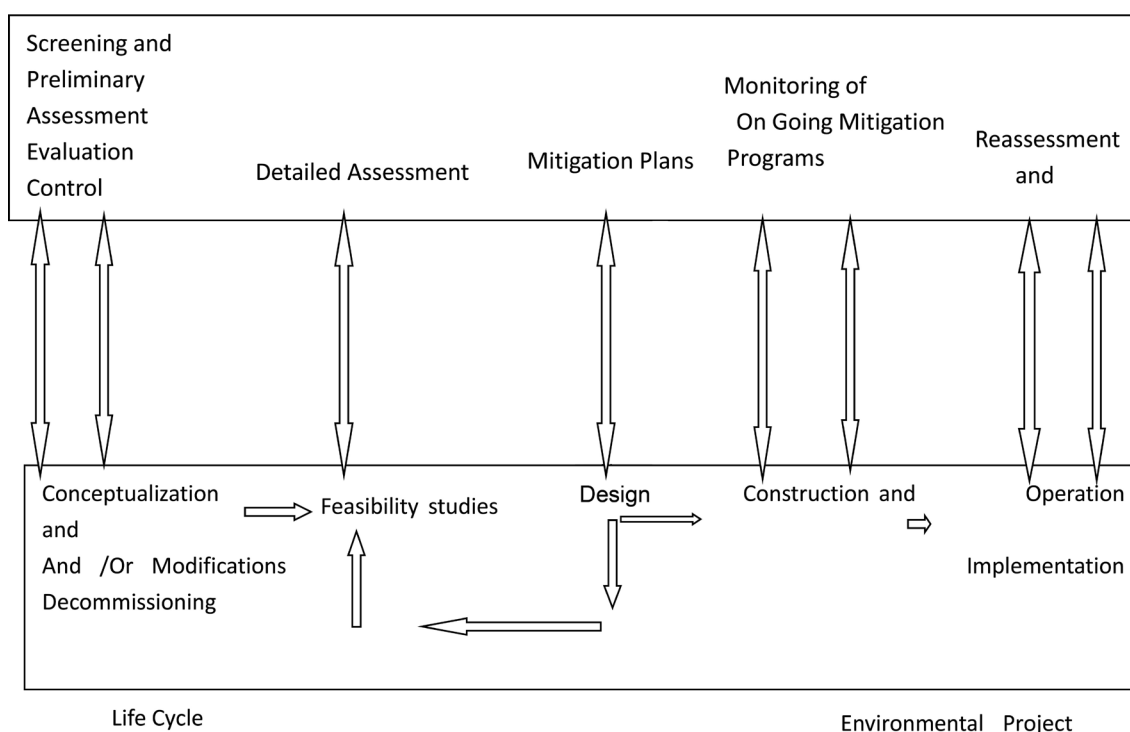 Screening and
Preliminary
Assessment
Evaluation
Control
Detailed Assessment
Mitigation Plans
Monitoring of
On Going Mitigation
Programs
Reassessment
and
Conceptualization
and
And /Or Modifications
Decommissioning
Feasibility studies
Design
Construction and
Operation
Implementation
Life Cycle
Environmental Project